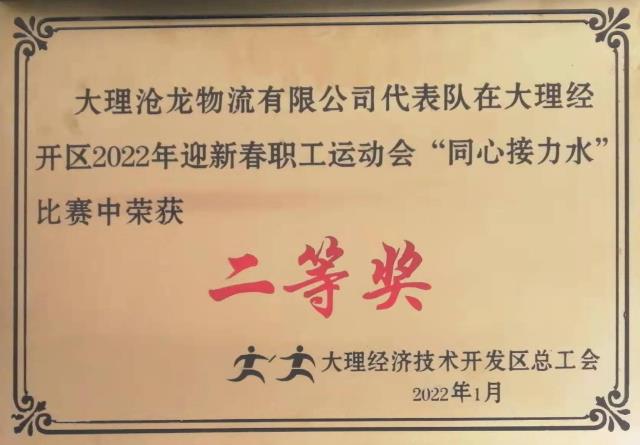 大理沧龙物流有限公司代表队在大理经
开区2022年迎新春职工运动会“同心接力水”
比赛中荣获
二等奖
大理经济技术开发区总工会
2022年1月